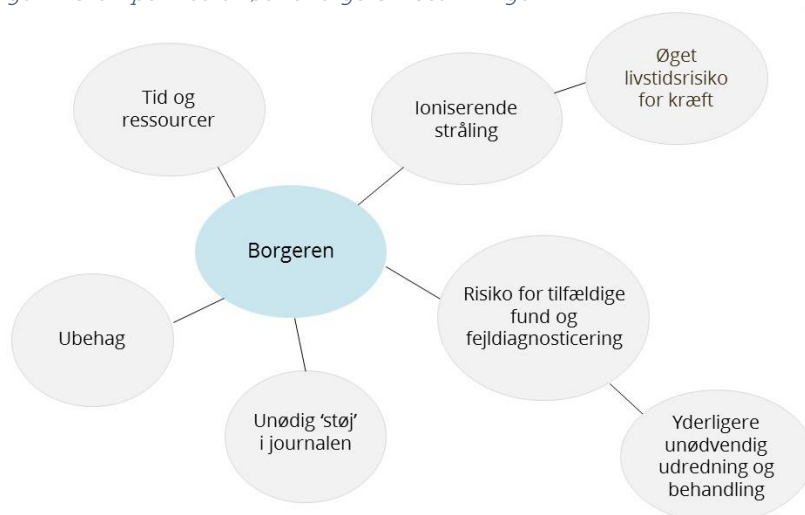 Øget
livstidsrisiko
for kræft
Tid og
ressourcer
Ioniserende
stråling
Borgeren
Risiko for tilfældige
fund og
fejldiagnosticering
Ubehag
Unødig ‘støj’
i journalen
Yderligere
unødvendig
udredning og
behandling